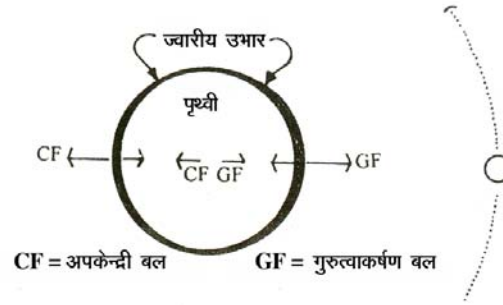 ज्वारीय उभार
पृथ्वी
CF GF
CF GF
CF = अपकेन्द्री बल GF = गुरुत्वाकर्षण बल